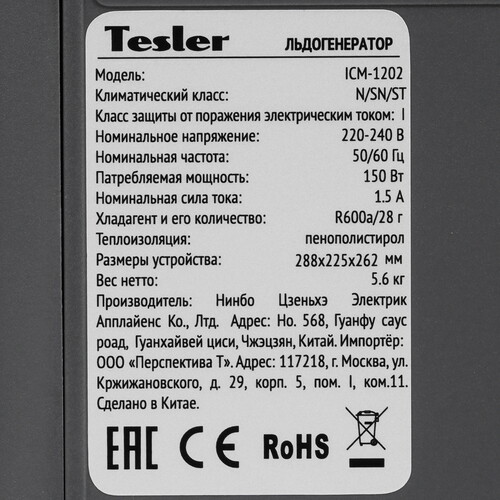 Tesler ЛЬДОГЕНЕРАТОР
Модель: ICM-1202
Климатический класс: N/SN/ST
Класс защиты от поражения электрическим током: I
Номинальное напряжение: 220-240 В
Номинальная частота: 50/60 Гц
Потребляемая мощность: 150 Вт
Номинальная сила тока: 1.5 А
Хладагент и его количество: R600a/28 г
Теплоизоляция: пенополистирол
Размеры устройства: 288x225x262 мм
Вес нетто: 5.6 кг
Производитель: Нинбо Цзеньхэ Электрик
Апплайенс Ко., Лтд. Адрес: Но. 568, Гуанфу саус
роад, Гуанхайвей циси, Чжэцзян, Китай. Импортёр:
ООО «Перспектива Т». Адрес: 117218, г. Москва, ул.
Кржижановского, д. 29, корп. 5, пом. I, ком.11.
Сделано в Китае.
EAC CE RoHS